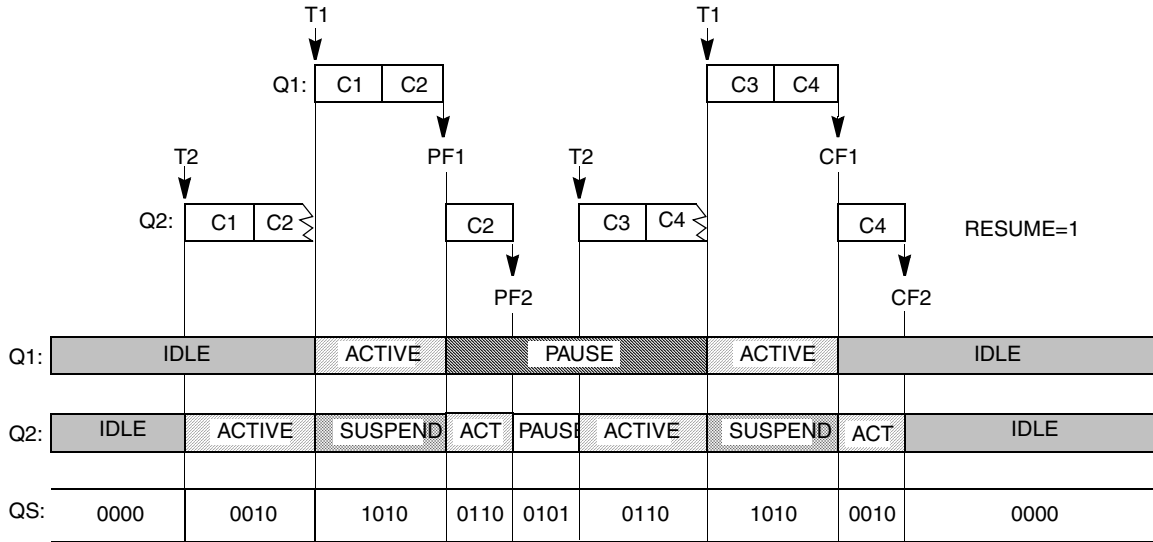 T1 T1
Q1: C1 C2 C3 C4
T2 PF1 T2 CF1
Q2: C1 C2 C2 C3 C4 C4 RESUME=1
PF2 CF2
Q1: IDLE ACTIVE PAUSE ACTIVE IDLE
Q2: IDLE ACTIVE SUSPEND ACT PAUSE ACTIVE SUSPEND ACT IDLE
QS: 0000 0010 1010 0110 0101 0110 1010 0010 0000